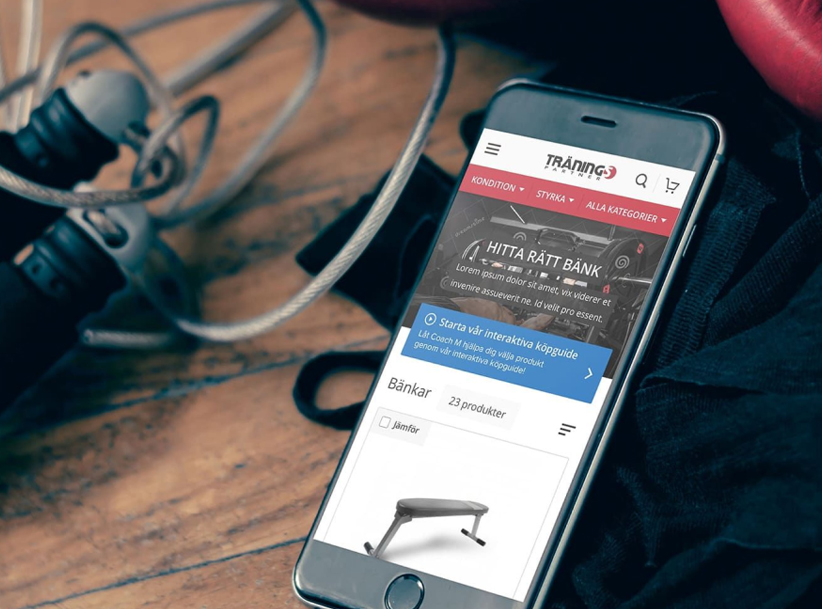 TRÄNINGS
PARTNER
KONDITION STYRKA ALLA KATEGORIER
HITTA RÄTT BÄNK
Lorem ipsum dolor sit amet, vix viderer et
invenire assueverit ne. Id velit pro essent.
Starta vår interaktiva köpguide
Låt Coach M hjälpa dig välja produkt
genom vår interaktiva köpguide!
Bänkar 23 produkter
Jämför